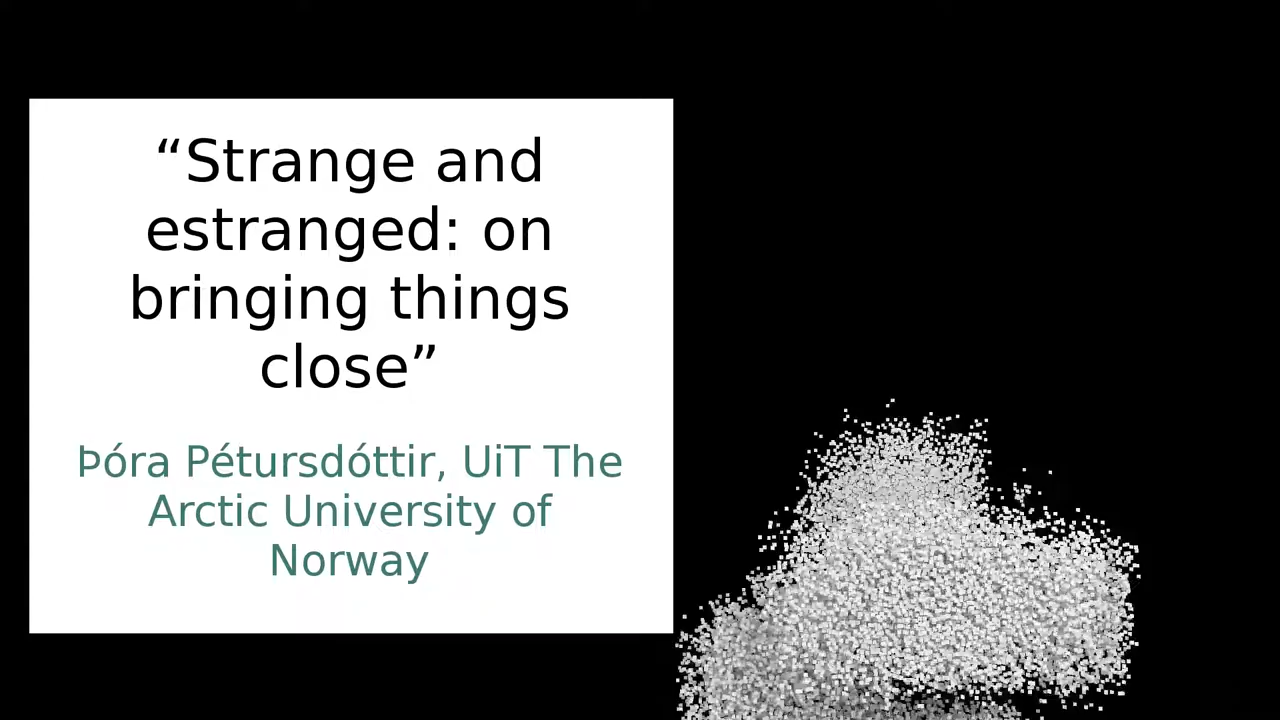 “Strange and
estranged: on
bringing things
close”
Þóra Pétursdóttir, UiT The
Arctic University of
Norway